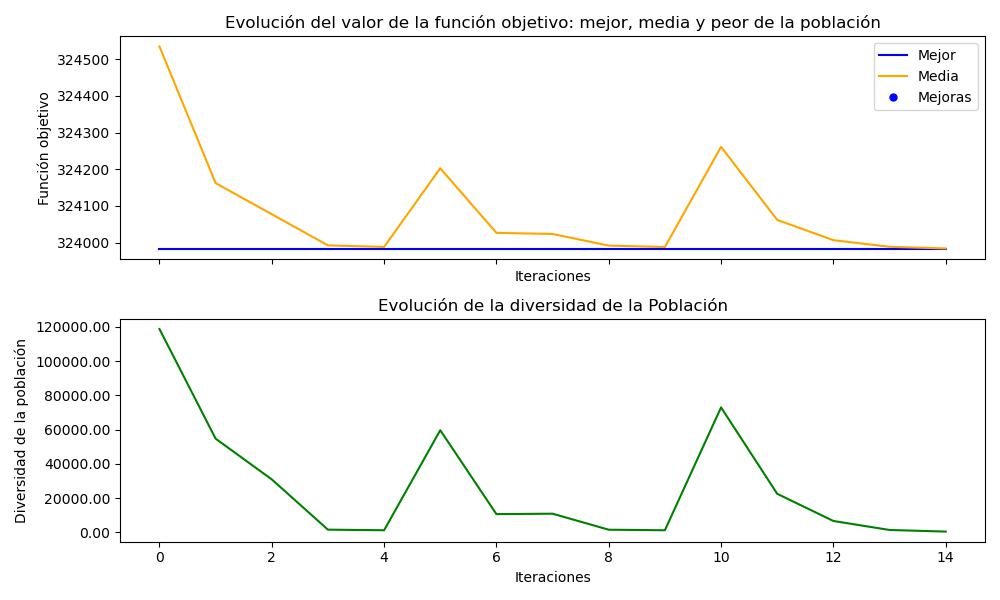 Evolución del valor de la función objetivo: mejor, media y peor de la población
324500
324400
324300
324200
324100
324000
Función objetivo
Mejor
Media
Mejoras
Iteraciones
Evolución de la diversidad de la Población
120000.00
100000.00
80000.00
60000.00
40000.00
20000.00
0.00
Diversidad de la población
0 2 4 6 8 10 12 14
Iteraciones